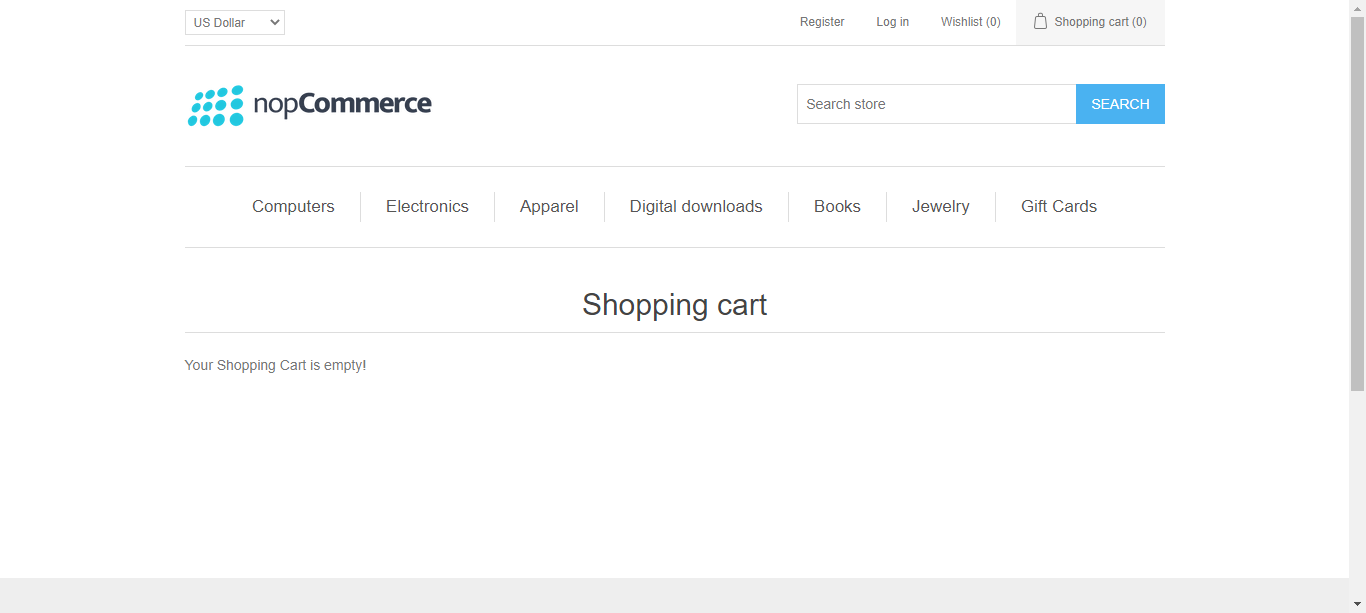 US Dollar Register Log in Wishlist (0) Shopping cart (0)
nopCommerce Search store SEARCH
Computers Electronics Apparel Digital downloads Books Jewelry Gift Cards
Shopping cart
Your Shopping Cart is empty!